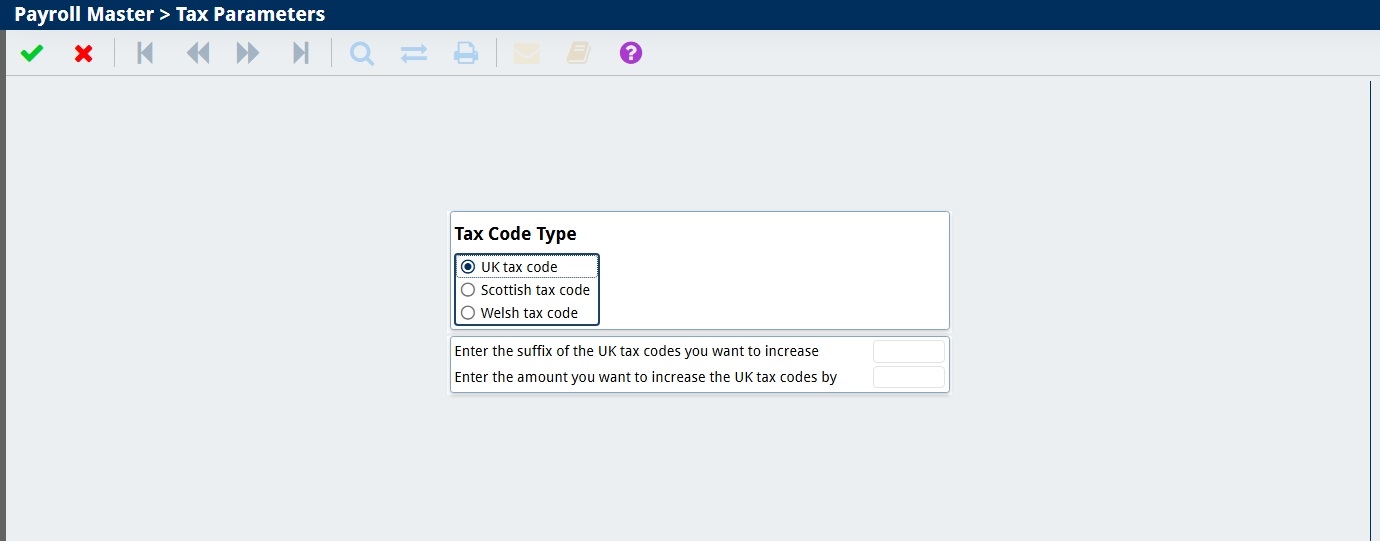 Payroll Master > Tax Parameters
?
Tax Code Type
UK tax code
Scottish tax code
Welsh tax code
Enter the suffix of the UK tax codes you want to increase
Enter the amount you want to increase the UK tax codes by